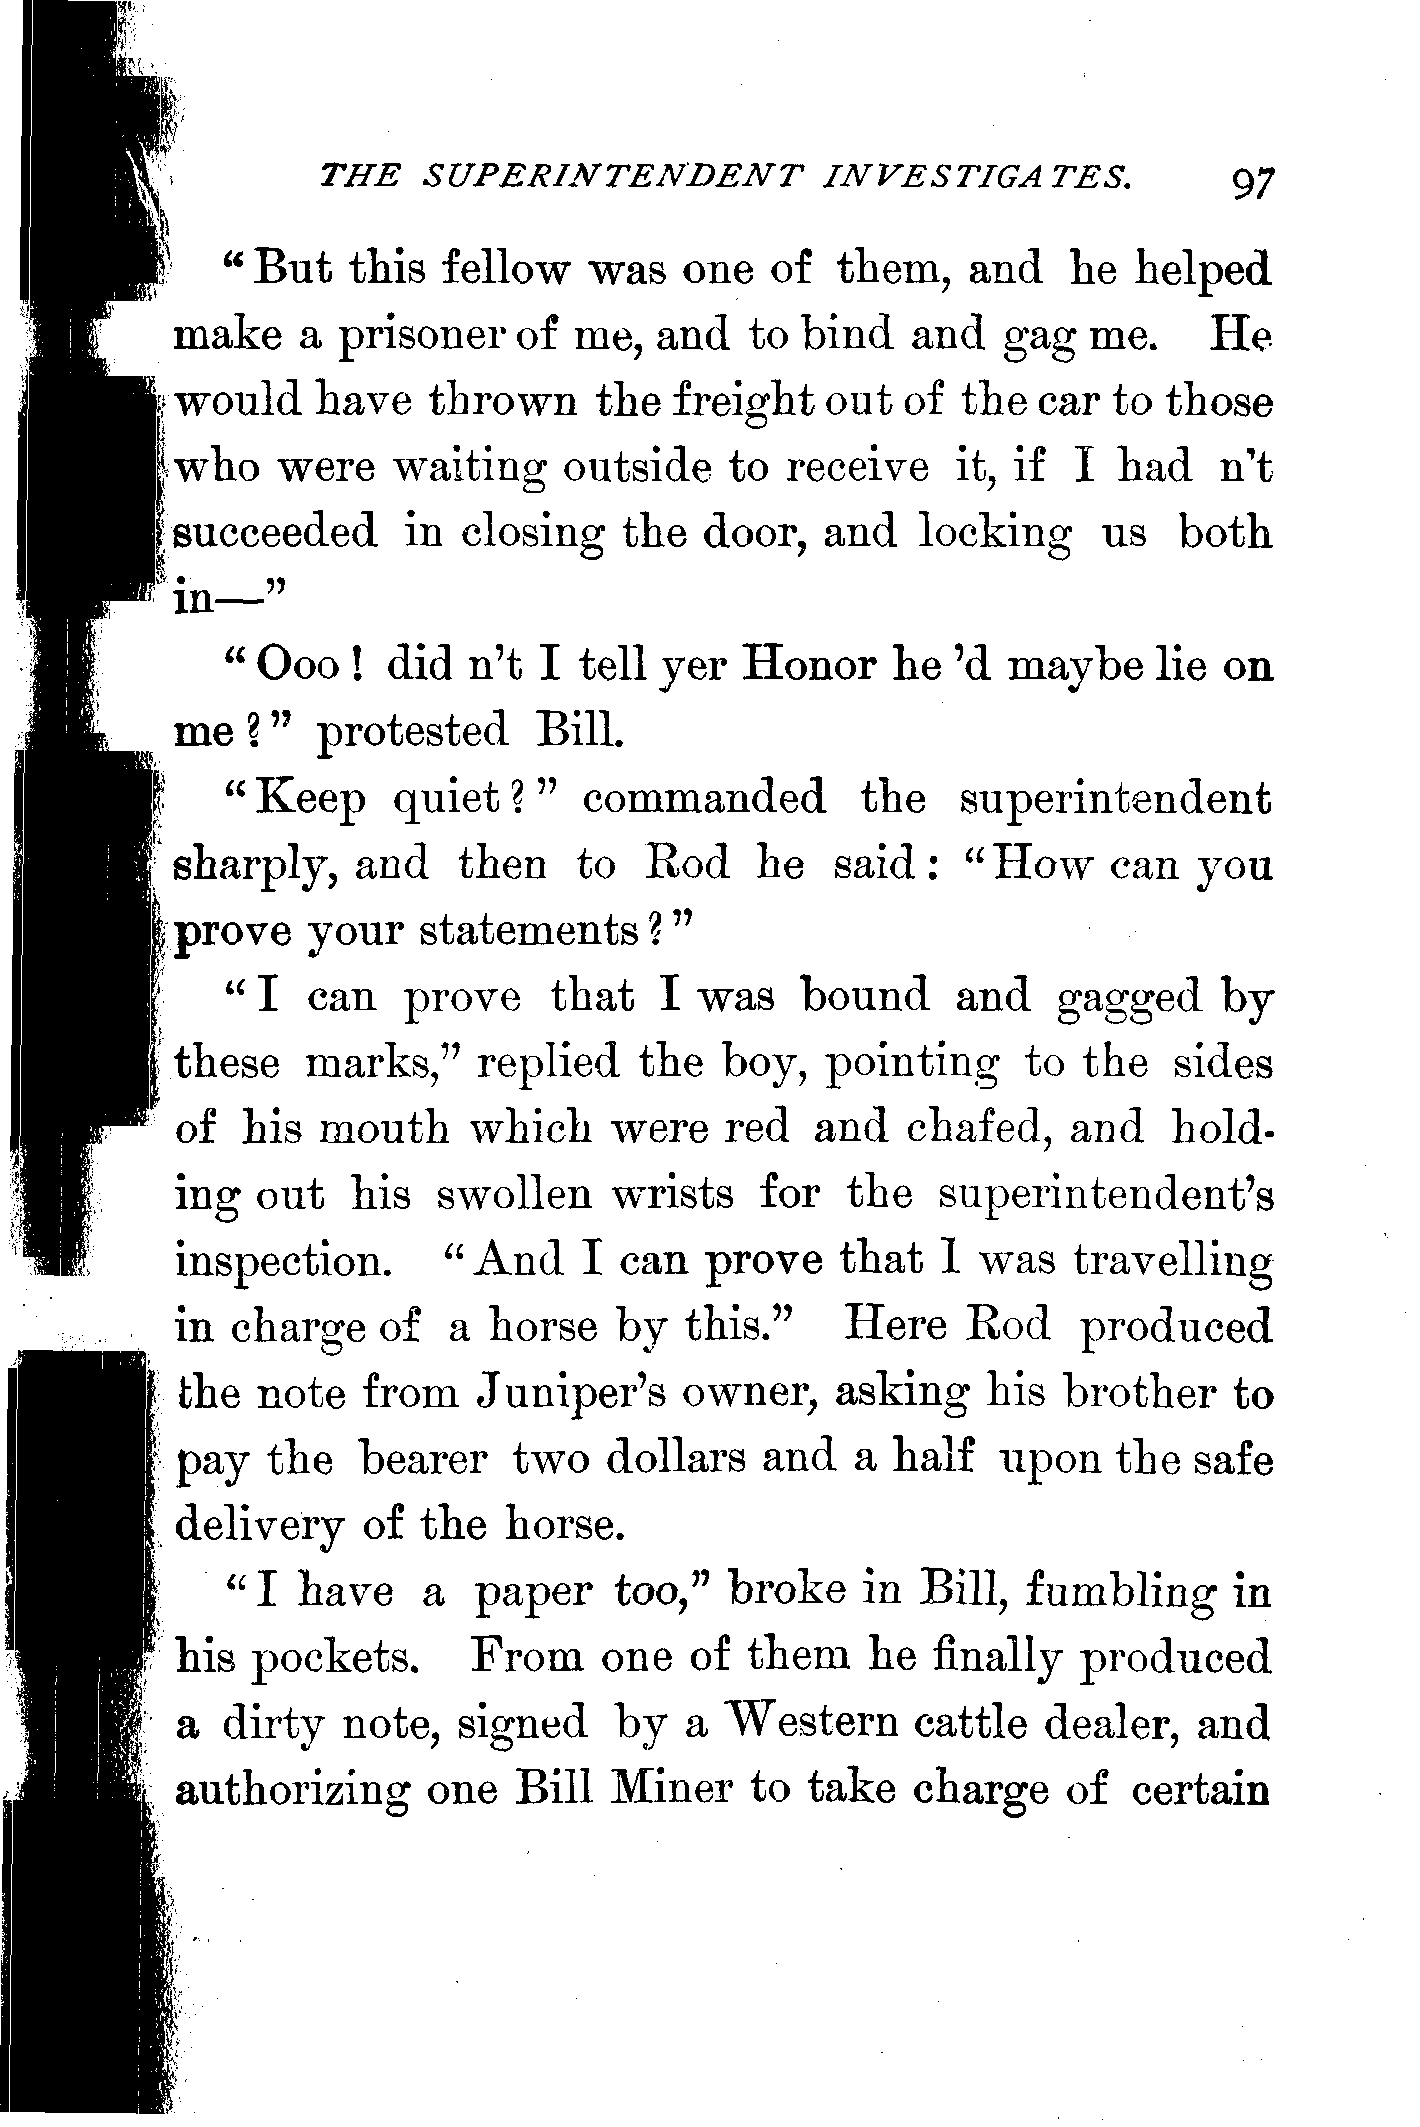 THE SUPERINTENDENT INVESTIGATES. 97
“But this fellow was one of them, and he helped
make a prisoner of me, and to bind and gag me. He
would have thrown the freight out of the car to those
who were waiting outside to receive it, if I had n’t
succeeded in closing the door, and locking us both
in—”
“Ooo! did n’t I tell yer Honor he ’d maybe lie on
me?” protested Bill.
“Keep quiet?” commanded the superintendent
sharply, and then to Rod he said: “How can you
prove your statements?”
“I can prove that I was bound and gagged by
these marks,” replied the boy, pointing to the sides
of his mouth which were red and chafed, and hold-
ing out his swollen wrists for the superintendent’s
inspection. “And I can prove that I was travelling
in charge of a horse by this.” Here Rod produced
the note from Juniper’s owner, asking his brother to
pay the bearer two dollars and a half upon the safe
delivery of the horse.
“I have a paper too,” broke in Bill, fumbling in
his pockets. From one of them he finally produced
a dirty note, signed by a Western cattle dealer, and
authorizing one Bill Miner to take charge of certain